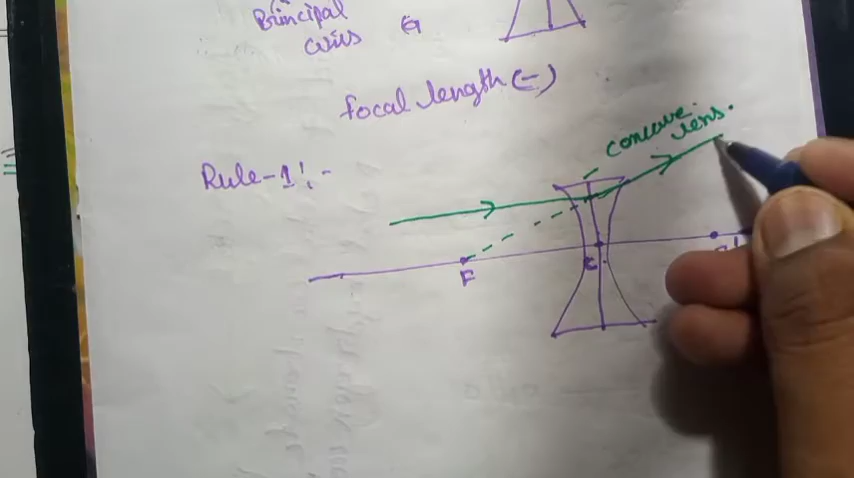 Principal
axis
focal length (-)
concave
lens.
Rule-1:-
F
C